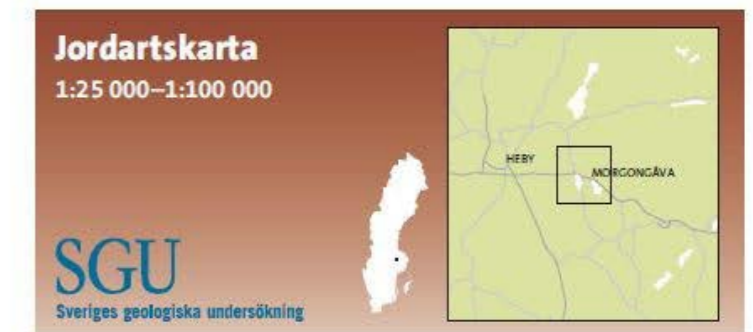 Jordartskarta
1:25 000–1:100 000
HEBY
MORGONGÅVA
SGU
Sveriges geologiska undersökning